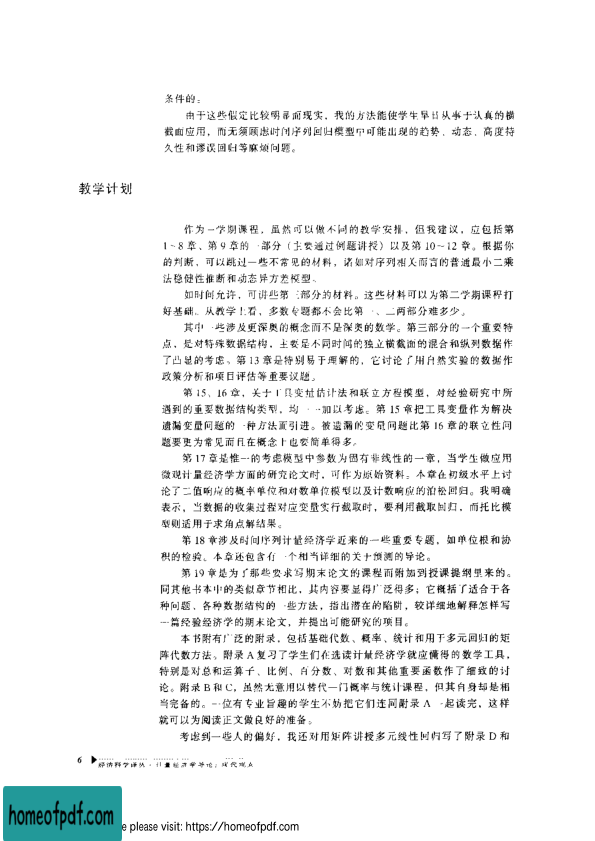 条件的。
由于这些假定比较明显而现实，我的方法能使学生早日从事于认真的横
截面应用，而无须顾虑时间序列回归模型中可能出现的趋势、动态、高度持
久性和谬误回归等麻烦问题。
教学计划
作为一学期课程，虽然可以做不同的教学安排，但我建议，应包括第
1～8章、第9章的一部分（主要通过例题讲授）以及第10～12章。根据你
的判断，可以跳过一些不常见的材料，诸如对序列相关而言的普通最小二乘
法稳健性推断和动态异方差模型。
如时间允许，可讲些第三部分的材料。这些材料可以为第二学期课程打
好基础。从教学上看，多数专题都不会比第一、二两部分难多少。
其中一些涉及更深奥的概念而不是深奥的数学。第三部分的一个重要特
点，是对特殊数据结构，主要是不同时间的独立横截面的混合和纵列数据作
了凸显的考虑。第13章是特别易于理解的，它讨论了用自然实验的数据作
政策分析和项目评估等重要议题。
第15、16章，关于工具变量估计法和联立方程模型，对经验研究中所
遇到的重要数据结构类型，均一一加以考虑。第15章把工具变量作为解决
遗漏变量问题的一种方法而引进。被遗漏的变量问题比第16章的联立性问
题要更为常见而且在概念上也要简单得多。
第17章是惟一的考虑模型中参数为固有非线性的一章，当学生做应用
微观计量经济学方面的研究论文时，可作为原始资料。本章在初级水平上讨
论了二值响应的概率单位和对数单位模型以及计数响应的泊松回归。我明确
表示，当数据的收集过程对应变量实行截取时，要利用截取回归，而托比模
型则适用于求角点解结果。
第18章涉及时间序列计量经济学近来的一些重要专题，如单位根和协
积的检验。本章还包含有一个相当详细的关于预测的导论。
第19章是为了那些要求写期末论文的课程而附加到授课提纲里来的。
同其他书本中的类似章节相比，其内容要显得广泛得多；它概括了适合于各
种问题、各种数据结构的一些方法，指出潜在的陷阱，较详细地解释怎样写
一篇经验经济学的期末论文，并提出可能研究的项目。
本书附有广泛的附录，包括基础代数、概率、统计和用于多元回归的矩
阵代数方法。附录A复习了学生们在选读计量经济学就应懂得的数学工具，
特别是对总和运算子、比例、百分数、对数和其他重要函数作了细致的讨
论。附录B和C，虽然无意用以替代一门概率与统计课程，但其自身却是相
当完备的。一位有专业旨趣的学生不妨把它们连同附录A一起读完，这样
就可以为阅读正文做良好的准备。
考虑到一些人的偏好，我还对用矩阵讲授多元线性回归写了附录D和
6 经济科学译丛·计量经济学导论：现代观点
homeofpdf.com
e please visit: https://homeofpdf.com